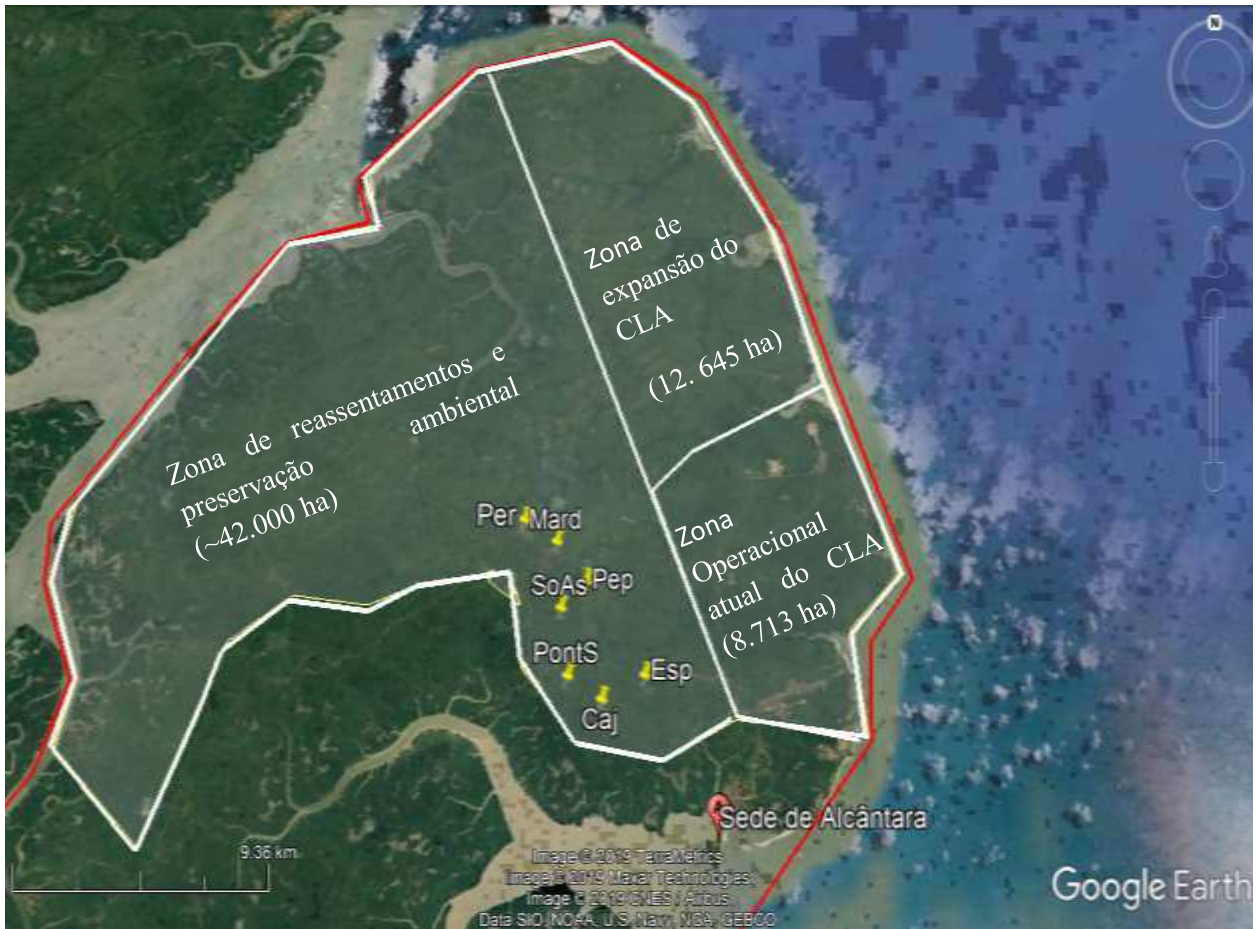 N
Zona de
expansão do
CLA
(12. 645 ha)
Zona de reassentamentos e
preservação ambiental
(~42.000 ha)
Zona
Operacional
atual do CLA
(8.713 ha)
Per
Mard
SoAs
Pep
PontS
Esp
Caj
Sede de Alcântara
9.36 km
Image © 2019 TerraMetrics
Image © 2019 Maxar Technologies
Image © 2019 CNES / Airbus
Data SIO, NOAA, U.S. Navy, NGA, GEBCO
Google Earth